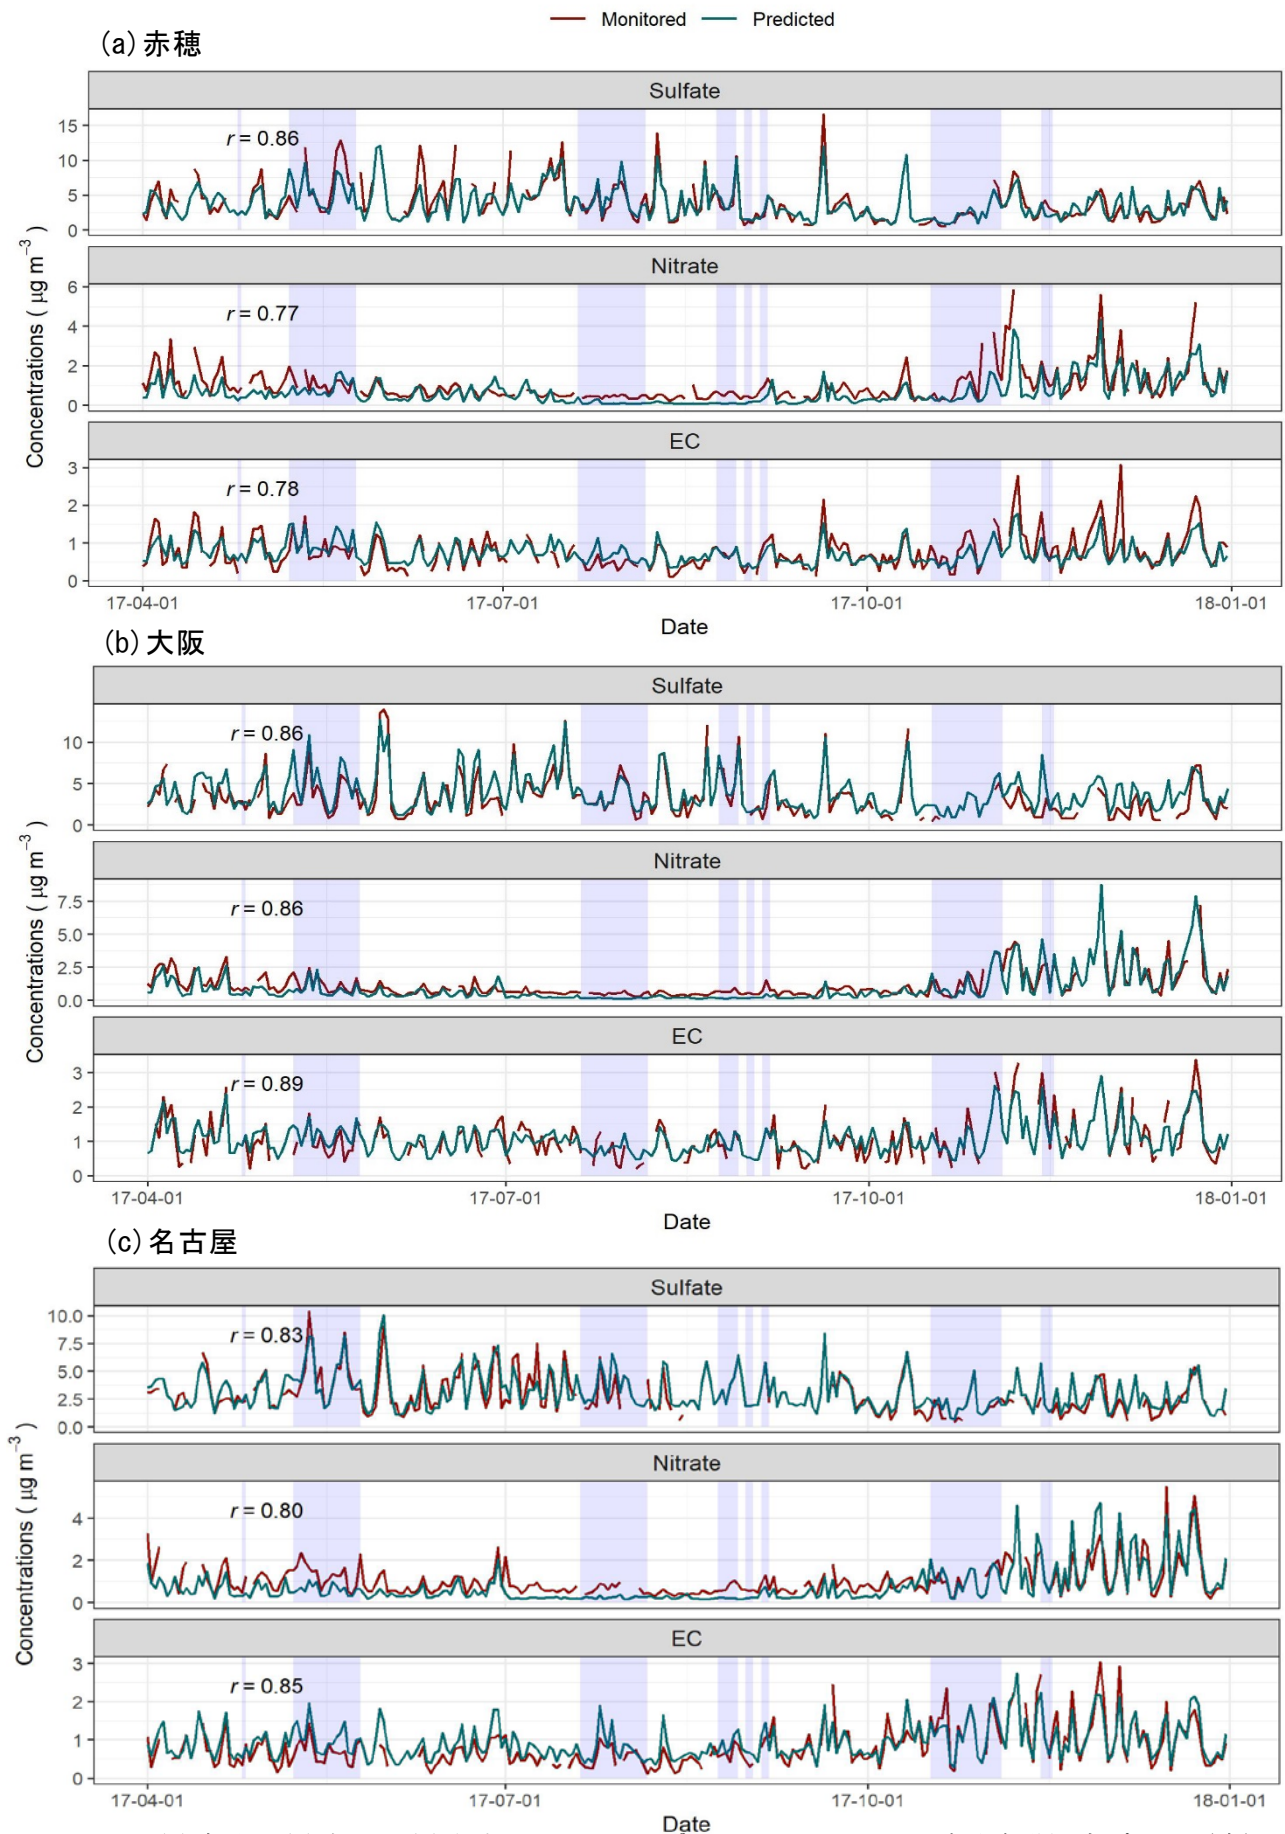 Monitored Predicted
(a)赤穂
Sulfate
r = 0.86
15
10
5
0
Nitrate
r = 0.77
6
4
2
0
EC
r = 0.78
3
2
1
0
Concentrations ( μg m⁻³ )
17-04-01 17-07-01 17-10-01 18-01-01
Date
(b)大阪
Sulfate
r = 0.86
10
5
0
Nitrate
r = 0.86
7.5
5.0
2.5
0.0
EC
r = 0.89
3
2
1
0
Concentrations ( μg m⁻³ )
17-04-01 17-07-01 17-10-01 18-01-01
Date
(c)名古屋
Sulfate
r = 0.83
10.0
7.5
5.0
2.5
0.0
Nitrate
r = 0.80
4
2
0
EC
r = 0.85
3
2
1
0
Concentrations ( μg m⁻³ )
17-04-01 17-07-01 17-10-01 18-01-01
Date